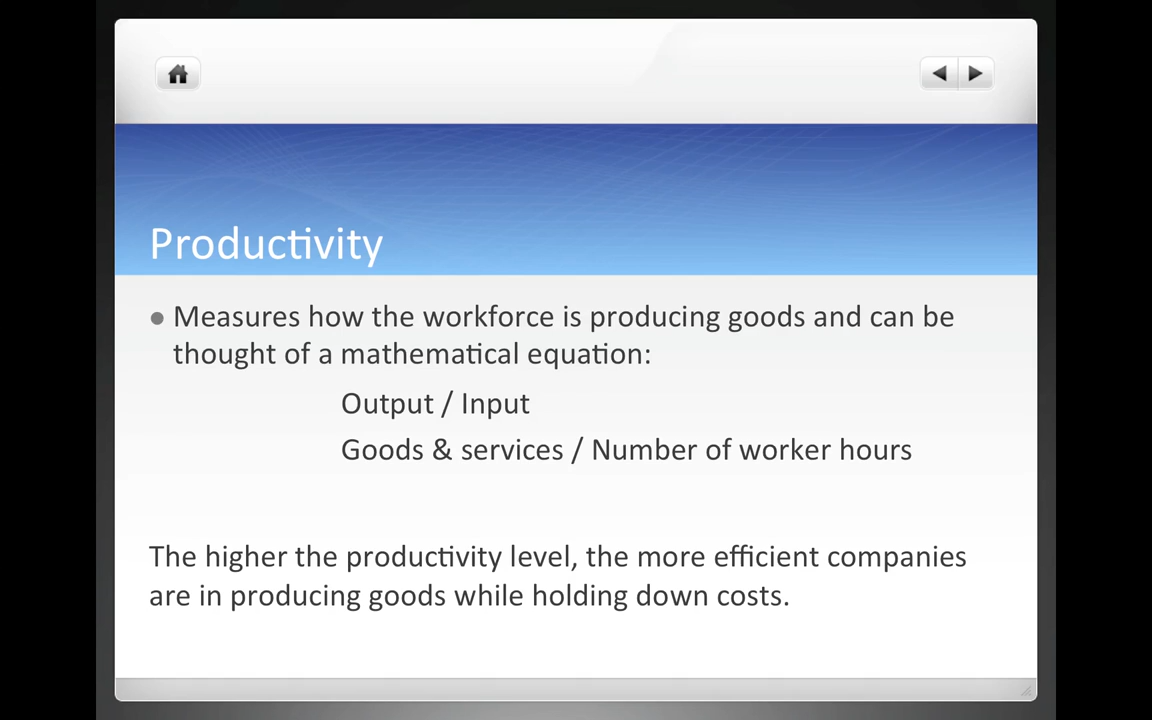 Productivity
● Measures how the workforce is producing goods and can be
thought of a mathematical equation:
Output / Input
Goods & services / Number of worker hours
The higher the productivity level, the more efficient companies
are in producing goods while holding down costs.